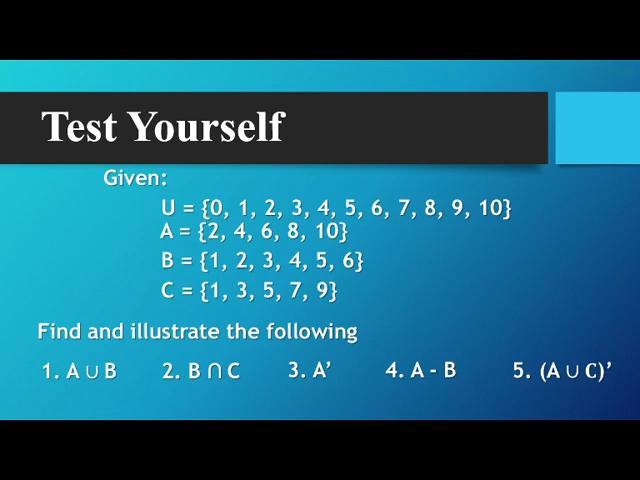 Test Yourself
Given:
U = {0, 1, 2, 3, 4, 5, 6, 7, 8, 9, 10}
A = {2, 4, 6, 8, 10}
B = {1, 2, 3, 4, 5, 6}
C = {1, 3, 5, 7, 9}
Find and illustrate the following
1. A ∪ B 2. B ⋂ C 3. A’ 4. A - B 5. (A ∪ C)’